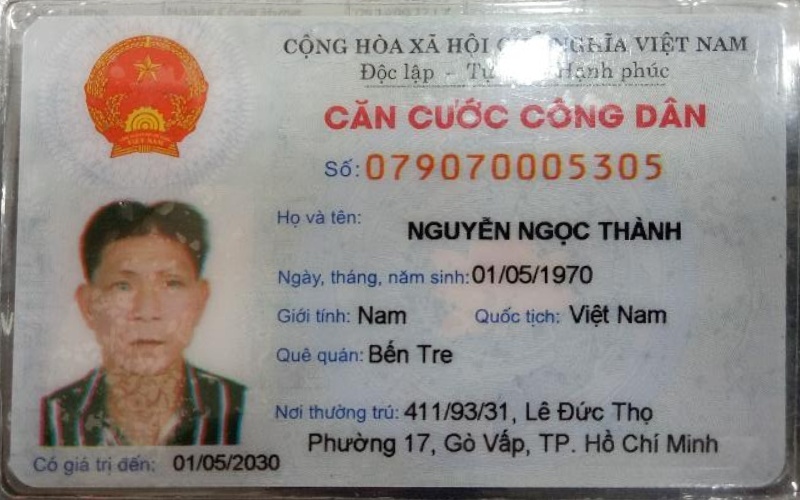 CỘNG HÒA XÃ HỘI NGHĨA VIỆT NAM
Độc lập - Tự Hạnh phúc
CĂN CƯỚC CÔNG DÂN
Số: 079070005305
Họ và tên: NGUYỄN NGỌC THÀNH
Ngày, tháng, năm sinh: 01/05/1970
Giới tính: Nam Quốc tịch: Việt Nam
Quê quán: Bến Tre
Nơi thường trú: 411/93/31, Lê Đức Thọ
Phường 17, Gò Vấp, TP. Hồ Chí Minh
Có giá trị đến: 01/05/2030